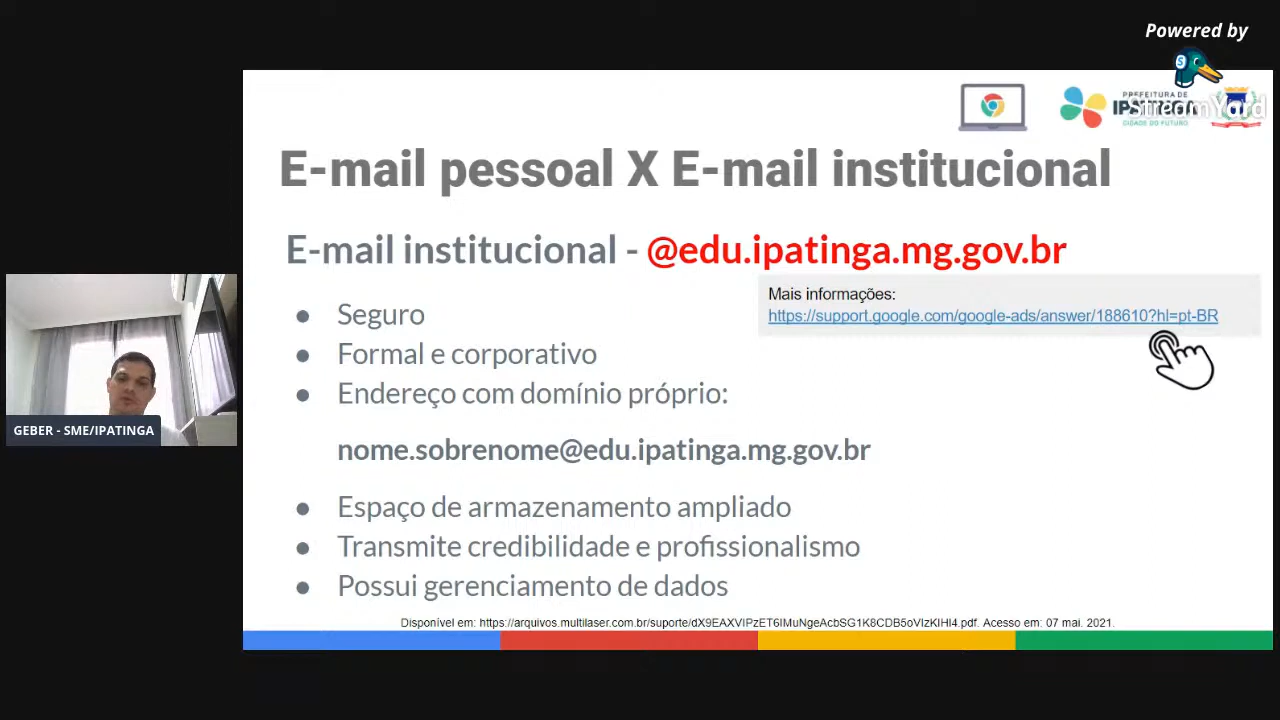 Powered by
StreamYard
PREFEITURA DE
IPATINGA
CIDADE DO FUTURO
E-mail pessoal X E-mail institucional
E-mail institucional - @edu.ipatinga.mg.gov.br
Mais informações:
https://support.google.com/google-ads/answer/188610?hl=pt-BR
● Seguro
● Formal e corporativo
● Endereço com domínio próprio:
nome.sobrenome@edu.ipatinga.mg.gov.br
● Espaço de armazenamento ampliado
● Transmite credibilidade e profissionalismo
● Possui gerenciamento de dados
GEBER - SME/IPATINGA
Disponível em: https://arquivos.multilaser.com.br/suporte/dX9EAXVIPzET6IMuNgeAcbSG1K8CDB5oVIzKIHI4.pdf. Acesso em: 07 mai. 2021.